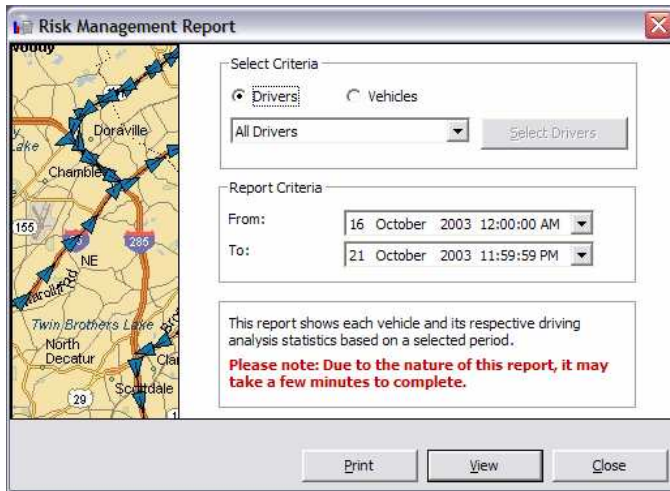 Risk Management Report
woody
Lake
Doraville
Chamble
155
285
NE
Twin Brothers Lake
North
Decatur
Scottdale
29
Select Criteria
Drivers
Vehicles
All Drivers
Select Drivers
Report Criteria
From:
16 October 2003 12:00:00 AM
To:
21 October 2003 11:59:59 PM
This report shows each vehicle and its respective driving
analysis statistics based on a selected period.
Please note: Due to the nature of this report, it may
take a few minutes to complete.
Print
View
Close